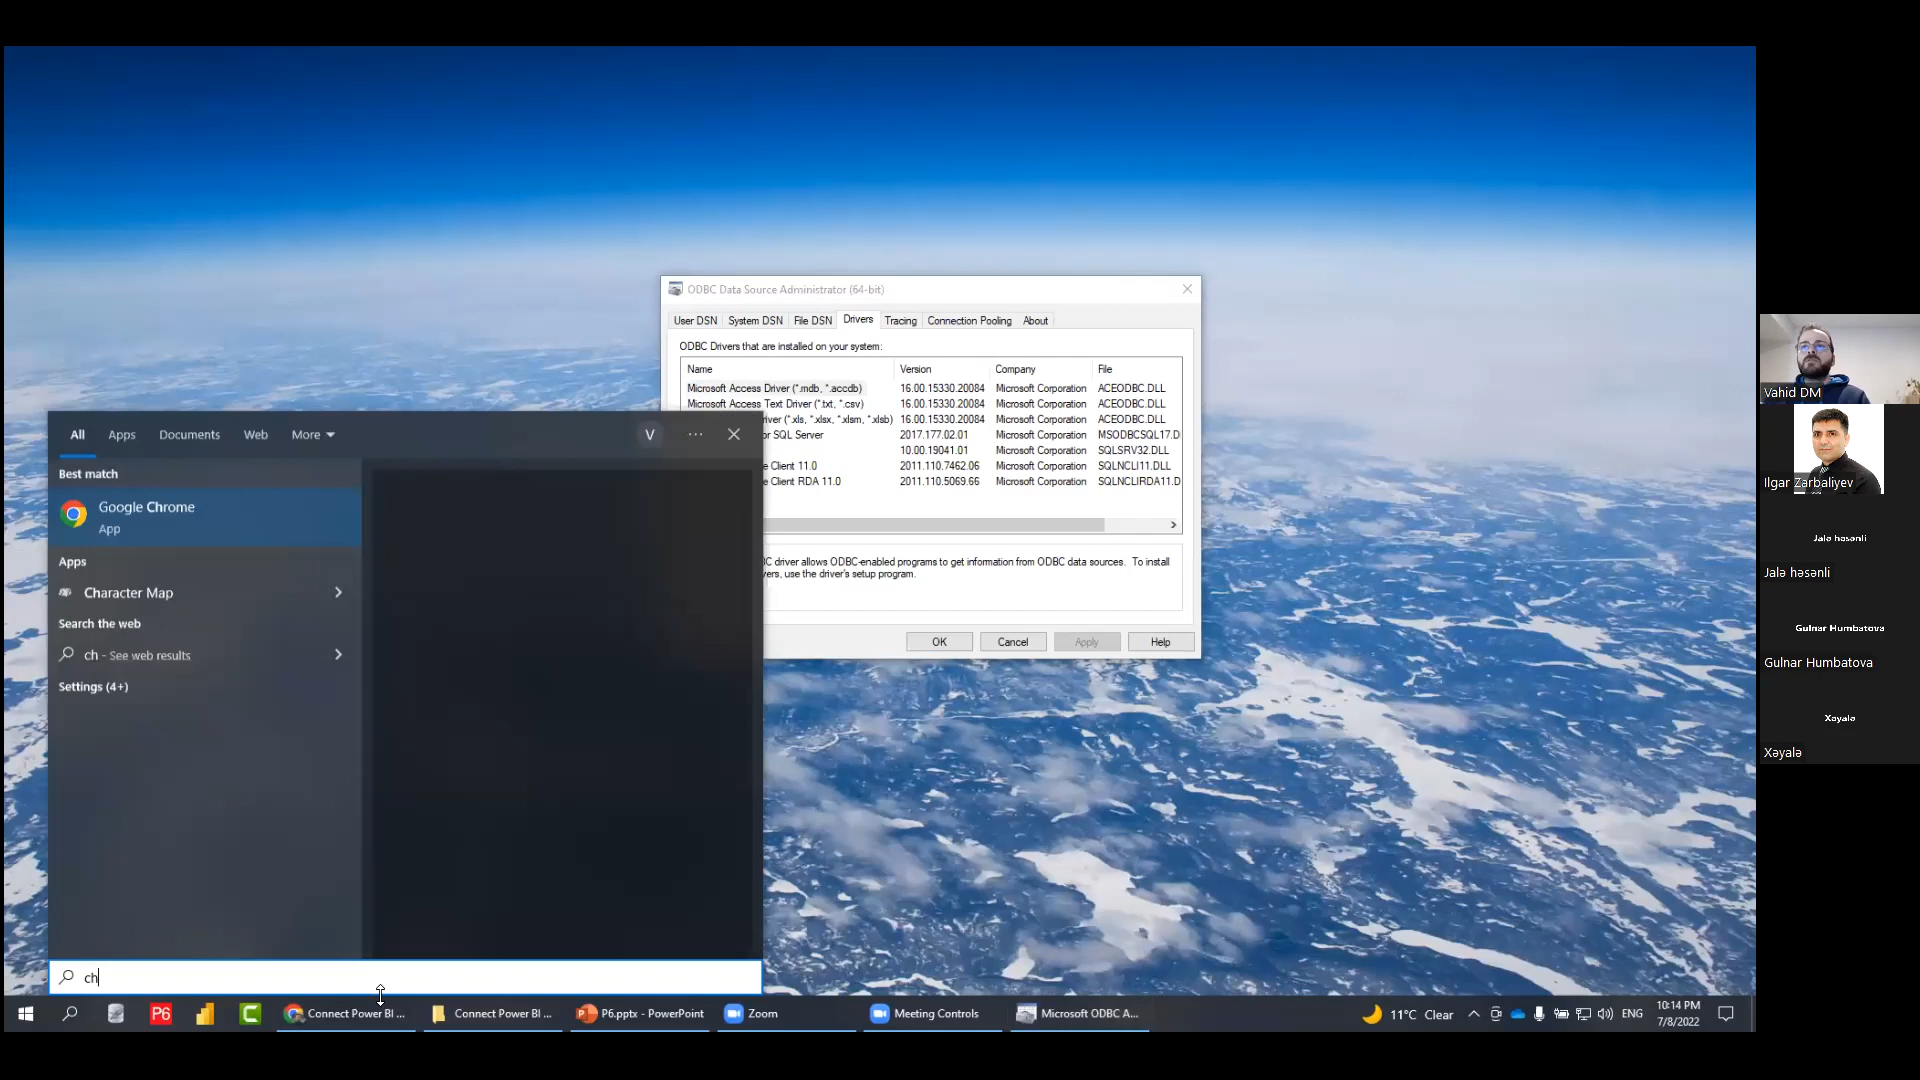 ODBC Data Source Administrator (64-bit)
User DSN System DSN File DSN Drivers Tracing Connection Pooling About
ODBC Drivers that are installed on your system:
Name Version Company File
Microsoft Access Driver (*.mdb, *.accdb) 16.00.15330.20084 Microsoft Corporation ACEODBC.DLL
Microsoft Access Text Driver (*.txt, *.csv) 16.00.15330.20084 Microsoft Corporation ACEODBC.DLL
river (*.xls, *.xlsx, *.xlsm, *.xlsb) 16.00.15330.20084 Microsoft Corporation ACEODBC.DLL
or SQL Server 2017.177.02.01 Microsoft Corporation MSODBCSQL17.D
10.00.19041.01 Microsoft Corporation SQLSRV32.DLL
e Client 11.0 2011.110.7462.06 Microsoft Corporation SQLNCLI11.DLL
e Client RDA 11.0 2011.110.5069.66 Microsoft Corporation SQLNCLIRDA11.D
driver allows ODBC-enabled programs to get information from ODBC data sources. To install
use the driver's setup program.
OK Cancel Apply Help
All Apps Documents Web More V
Best match
Google Chrome
App
Apps
Character Map
Search the web
ch - See web results
Settings (4+)
ch
P6 C Connect Power BI ... Connect Power BI ... P6.pptx - PowerPoint Zoom Meeting Controls Microsoft ODBC A... 11°C Clear ENG 10:14 PM
7/8/2022
Vahid DM
Ilgar Zarbaliyev
Jalə həsənli
Jalə həsənli
Gulnar Humbatova
Gulnar Humbatova
Xəyalə
Xəyalə